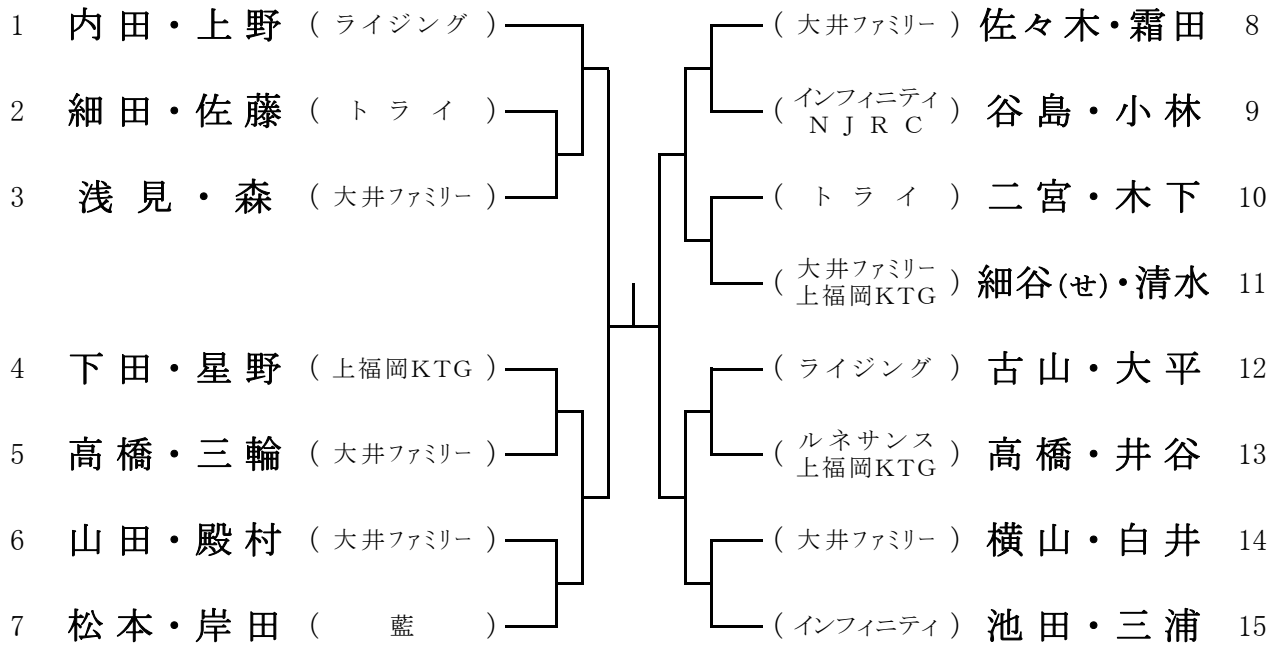 1 内田・上野 ( ライジング )
2 細田・佐藤 ( トライ )
3 浅見・森 ( 大井ファミリー )
4 下田・星野 ( 上福岡KTG )
5 高橋・三輪 ( 大井ファミリー )
6 山田・殿村 ( 大井ファミリー )
7 松本・岸田 ( 藍 )
( 大井ファミリー ) 佐々木・霜田 8
( インフィニティ
NJRC ) 谷島・小林 9
( トライ ) 二宮・木下 10
( 大井ファミリー
上福岡KTG ) 細谷(せ)・清水 11
( ライジング ) 古山・大平 12
( ルネサンス
上福岡KTG ) 高橋・井谷 13
( 大井ファミリー ) 横山・白井 14
( インフィニティ ) 池田・三浦 15